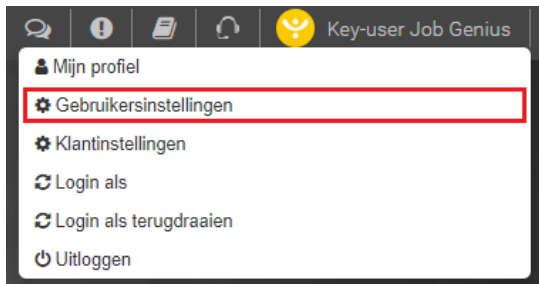 Key-user Job Genius
Mijn profiel
Gebruikersinstellingen
Klantinstellingen
Login als
Login als terugdraaien
Uitloggen